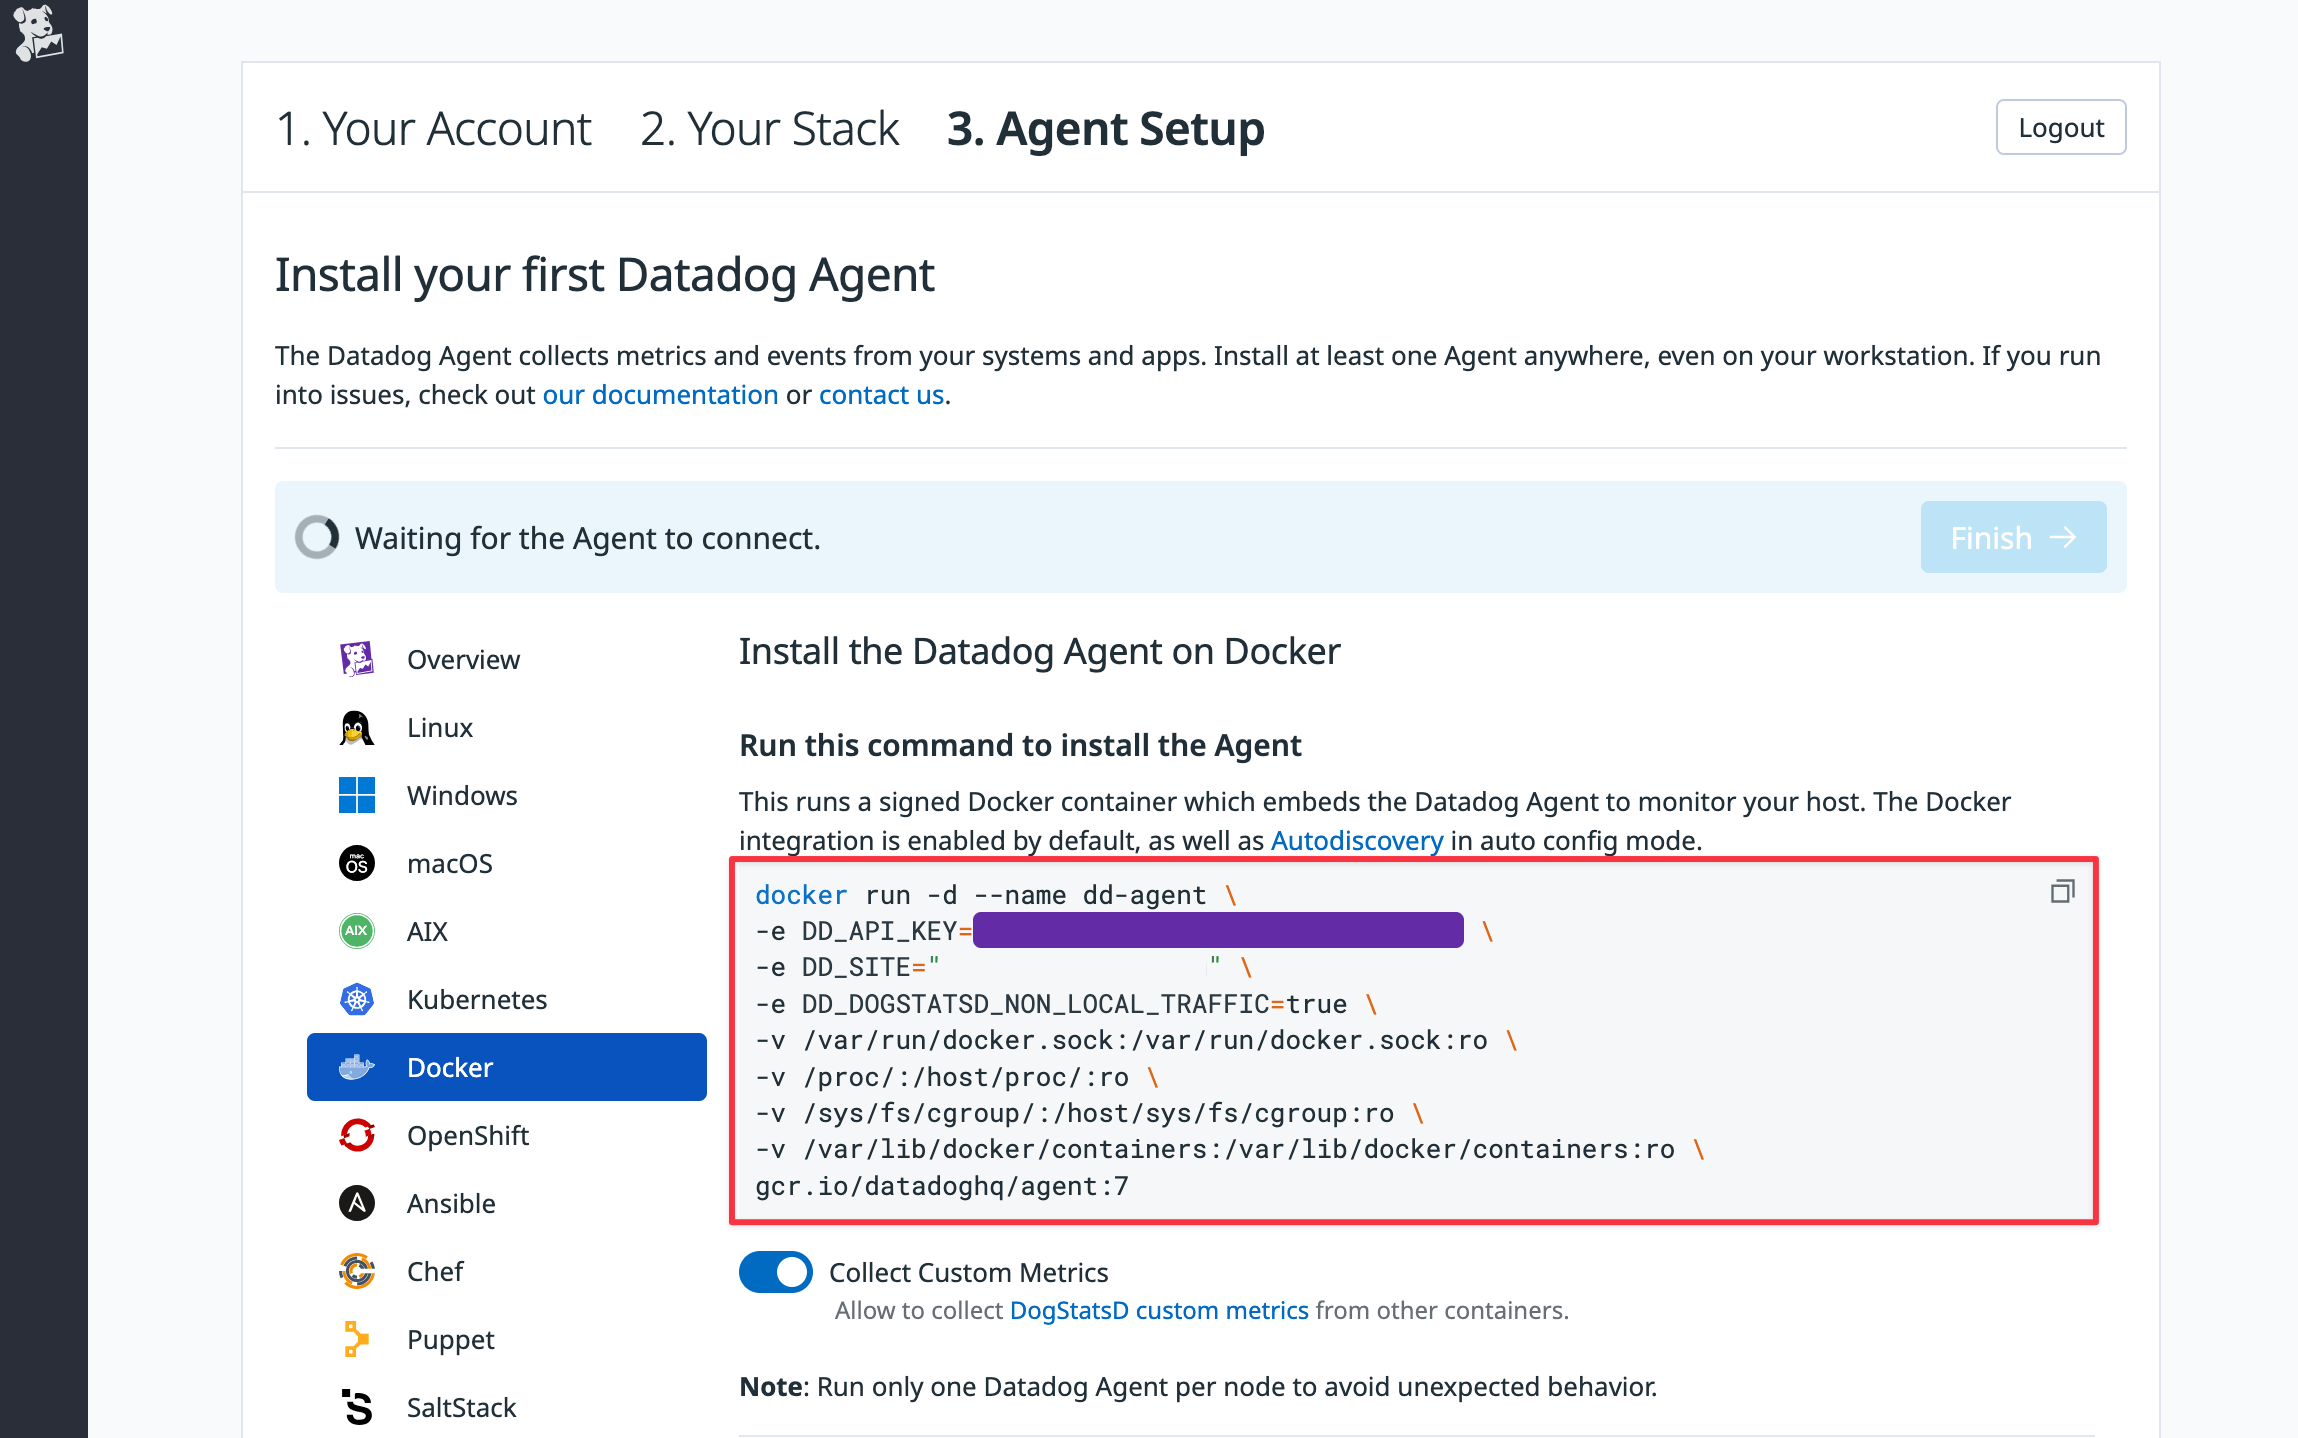 1. Your Account 2. Your Stack 3. Agent Setup Logout
Install your first Datadog Agent
The Datadog Agent collects metrics and events from your systems and apps. Install at least one Agent anywhere, even on your workstation. If you run
into issues, check out our documentation or contact us.
Waiting for the Agent to connect. Finish →
Overview
Linux
Windows
mac
OS
macOS
AIX
AIX
Kubernetes
Docker
OpenShift
Ansible
Chef
Puppet
SaltStack
Install the Datadog Agent on Docker
Run this command to install the Agent
This runs a signed Docker container which embeds the Datadog Agent to monitor your host. The Docker
integration is enabled by default, as well as Autodiscovery in auto config mode.
docker run -d --name dd-agent \
-e DD_API_KEY= \
-e DD_SITE=" " \
-e DD_DOGSTATSD_NON_LOCAL_TRAFFIC=true \
-v /var/run/docker.sock:/var/run/docker.sock:ro \
-v /proc/:/host/proc/:ro \
-v /sys/fs/cgroup/:/host/sys/fs/cgroup:ro \
-v /var/lib/docker/containers:/var/lib/docker/containers:ro \
gcr.io/datadoghq/agent:7
Collect Custom Metrics
Allow to collect DogStatsD custom metrics from other containers.
Note: Run only one Datadog Agent per node to avoid unexpected behavior.